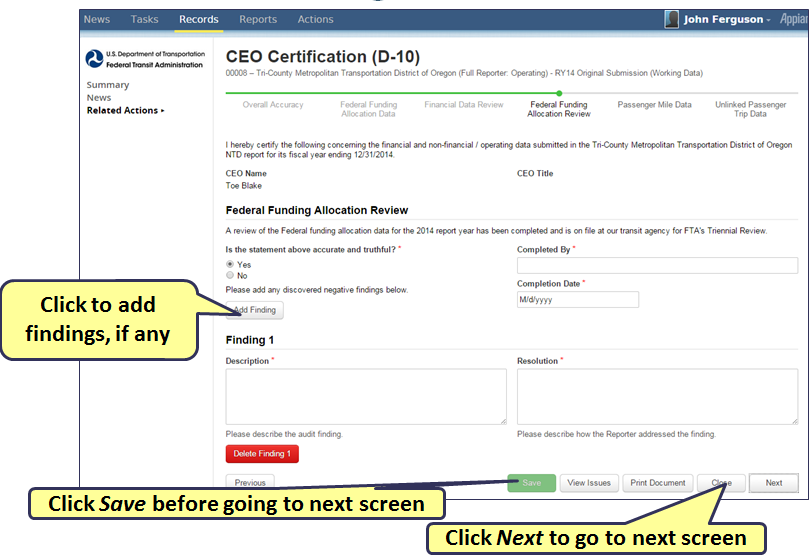 News Tasks Records Reports Actions John Ferguson Appian
U.S. Department of Transportation
Federal Transit Administration
Summary
News
Related Actions
CEO Certification (D-10)
00008 – Tri-County Metropolitan Transportation District of Oregon (Full Reporter: Operating) - RY14 Original Submission (Working Data)
Overall Accuracy
Federal Funding
Allocation Data
Financial Data Review
Federal Funding
Allocation Review
Passenger Mile Data
Unlinked Passenger
Trip Data
I hereby certify the following concerning the financial and non-financial / operating data submitted in the Tri-County Metropolitan Transportation District of Oregon
NTD report for its fiscal year ending 12/31/2014.
CEO Name
Toe Blake
CEO Title
Federal Funding Allocation Review
A review of the Federal funding allocation data for the 2014 report year has been completed and is on file at our transit agency for FTA's Triennial Review.
Is the statement above accurate and truthful? *
Yes
No
Please add any discovered negative findings below.
Completed By *
Completion Date *
M/d/yyyy
Add Finding
Click to add
findings, if any
Finding 1
Description *
Please describe the audit finding.
Resolution *
Please describe how the Reporter addressed the finding.
Delete Finding 1
Previous Save View Issues Print Document Close Next
Click Save before going to next screen
Click Next to go to next screen